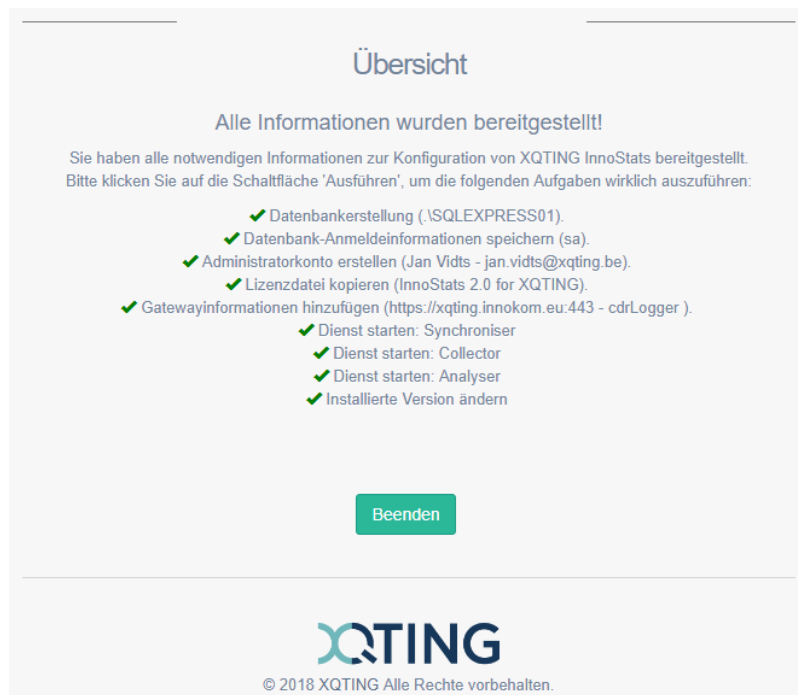 Übersicht
Alle Informationen wurden bereitgestellt!
Sie haben alle notwendigen Informationen zur Konfiguration von XQTING InnoStats bereitgestellt.
Bitte klicken Sie auf die Schaltfläche 'Ausführen', um die folgenden Aufgaben wirklich auszuführen:
Datenbankerstellung (.\SQLEXPRESS01).
Datenbank-Anmeldeinformationen speichern (sa).
Administratorkonto erstellen (Jan Vidts - jan.vidts@xqting.be).
Lizenzdatei kopieren (InnoStats 2.0 for XQTING).
Gatewayinformationen hinzufügen (https://xqting.innokom.eu:443 - cdrLogger ).
Dienst starten: Synchroniser
Dienst starten: Collector
Dienst starten: Analyser
Installierte Version ändern
Beenden
XQTING
© 2018 XQTING Alle Rechte vorbehalten.